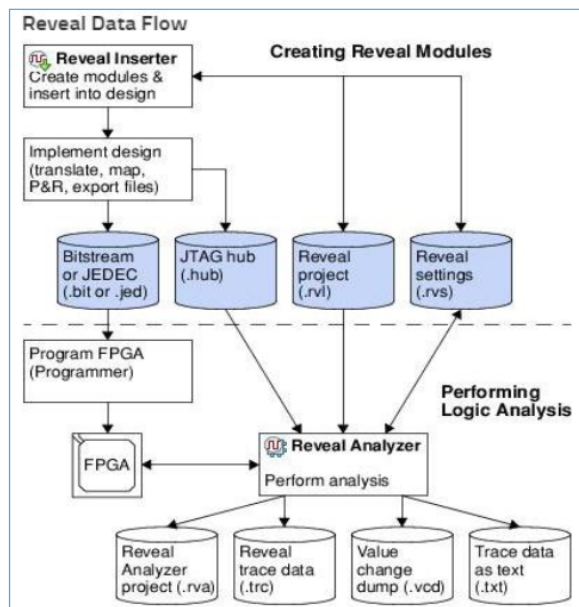 Reveal Data Flow
Creating Reveal Modules
Reveal Inserter
Create modules &
insert into design
Implement design
(translate, map,
P&R, export files)
Bitstream
or JEDEC
(.bit or .jed)
JTAG hub
(.hub)
Reveal
project
(.rvl)
Reveal
settings
(.rvs)
Program FPGA
(Programmer)
Performing
Logic Analysis
FPGA
Reveal Analyzer
Perform analysis
Reveal
Analyzer
project (.rva)
Reveal
trace data
(.trc)
Value
change
dump (.vcd)
Trace data
as text
(.txt)